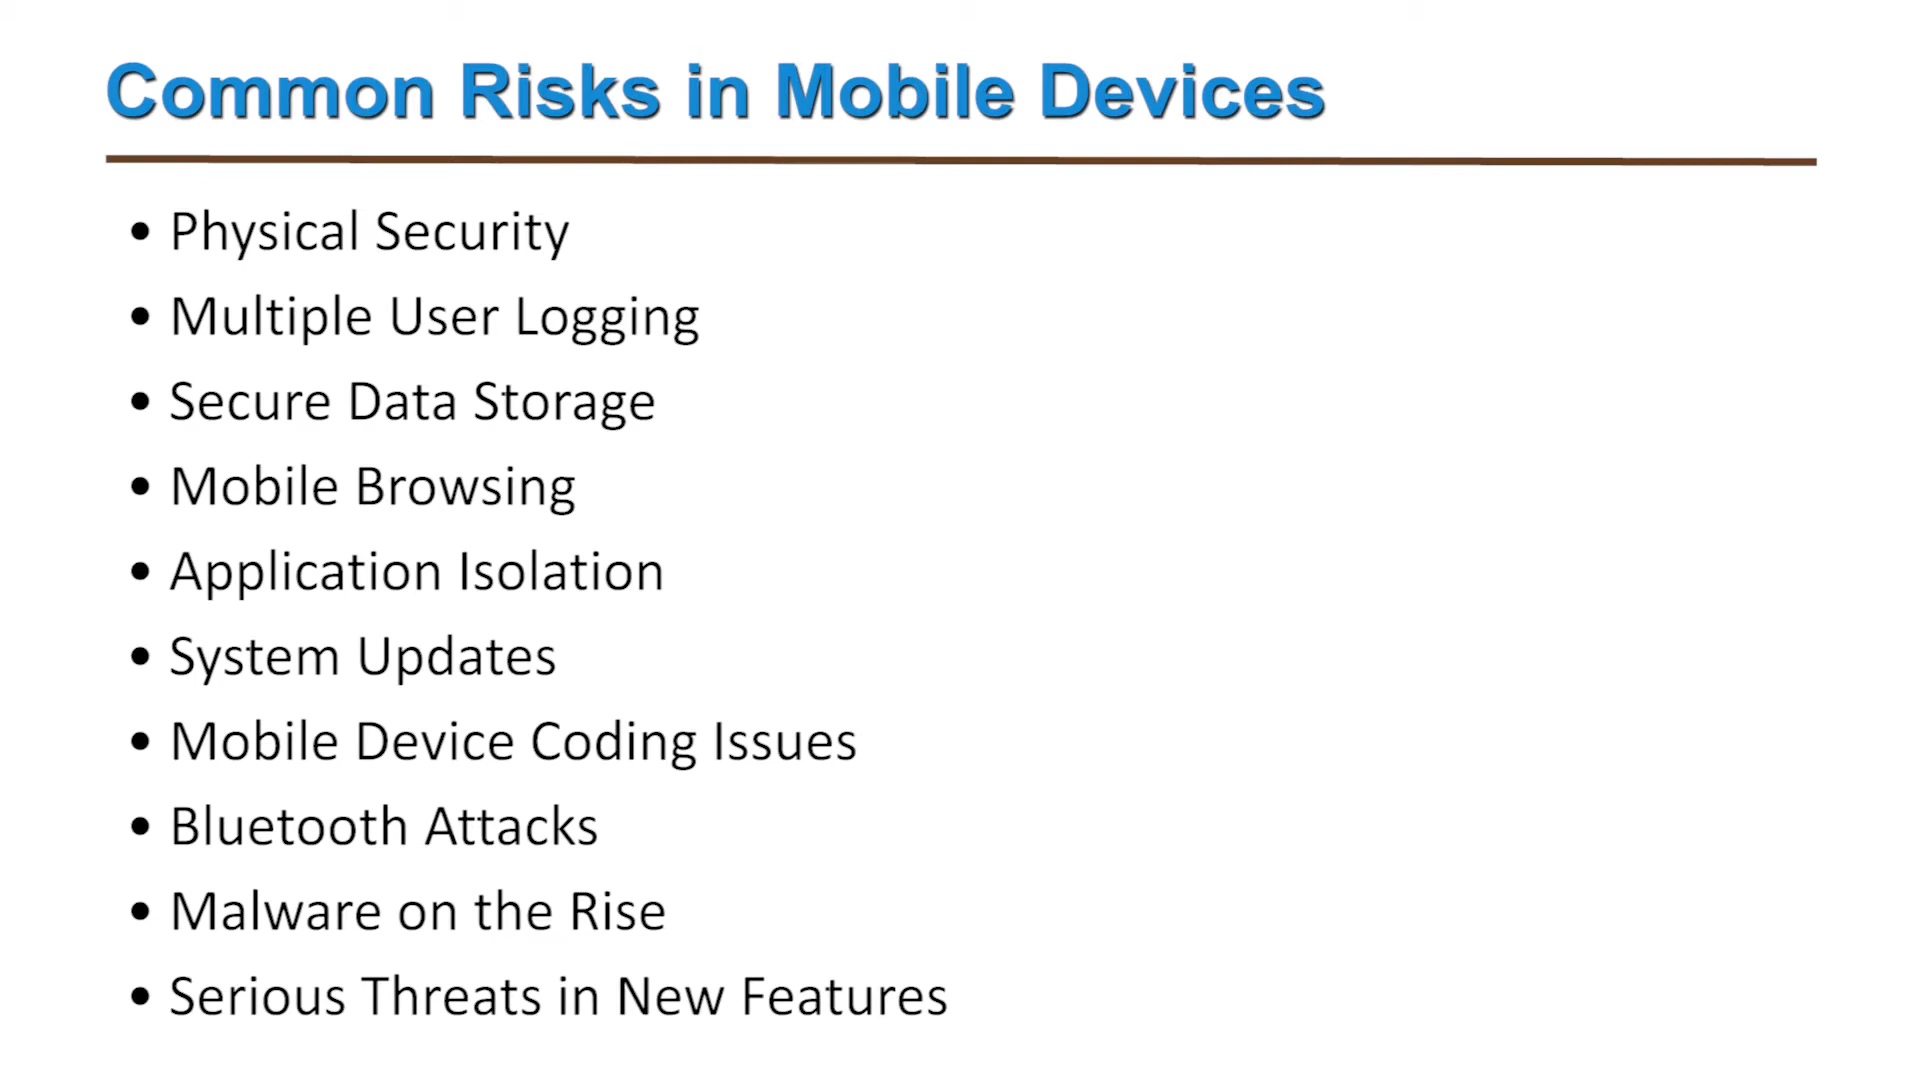 Common Risks in Mobile Devices
• Physical Security
• Multiple User Logging
• Secure Data Storage
• Mobile Browsing
• Application Isolation
• System Updates
• Mobile Device Coding Issues
• Bluetooth Attacks
• Malware on the Rise
• Serious Threats in New Features